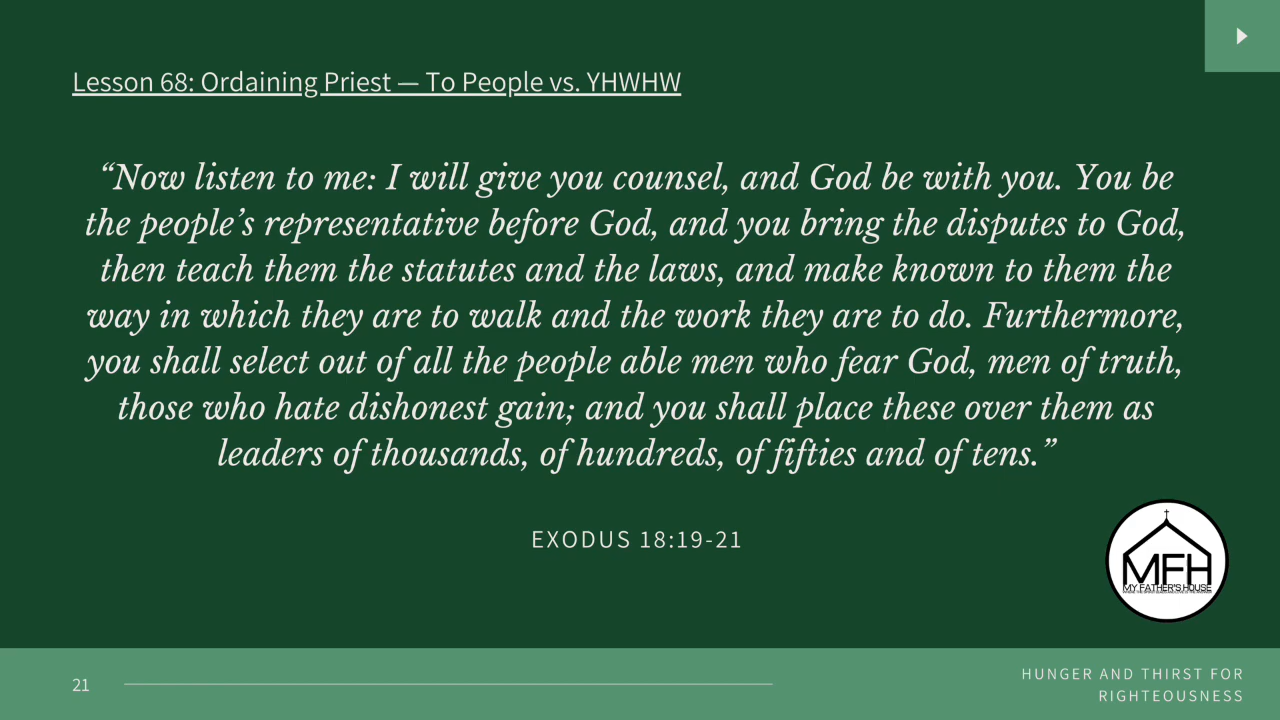 Lesson 68: Ordaining Priest — To People vs. YHWHW
“Now listen to me: I will give you counsel, and God be with you. You be
the people’s representative before God, and you bring the disputes to God,
then teach them the statutes and the laws, and make known to them the
way in which they are to walk and the work they are to do. Furthermore,
you shall select out of all the people able men who fear God, men of truth,
those who hate dishonest gain; and you shall place these over them as
leaders of thousands, of hundreds, of fifties and of tens.”
EXODUS 18:19-21
MFH
MY FATHER'S HOUSE
21
HUNGER AND THIRST FOR
RIGHTEOUSNESS